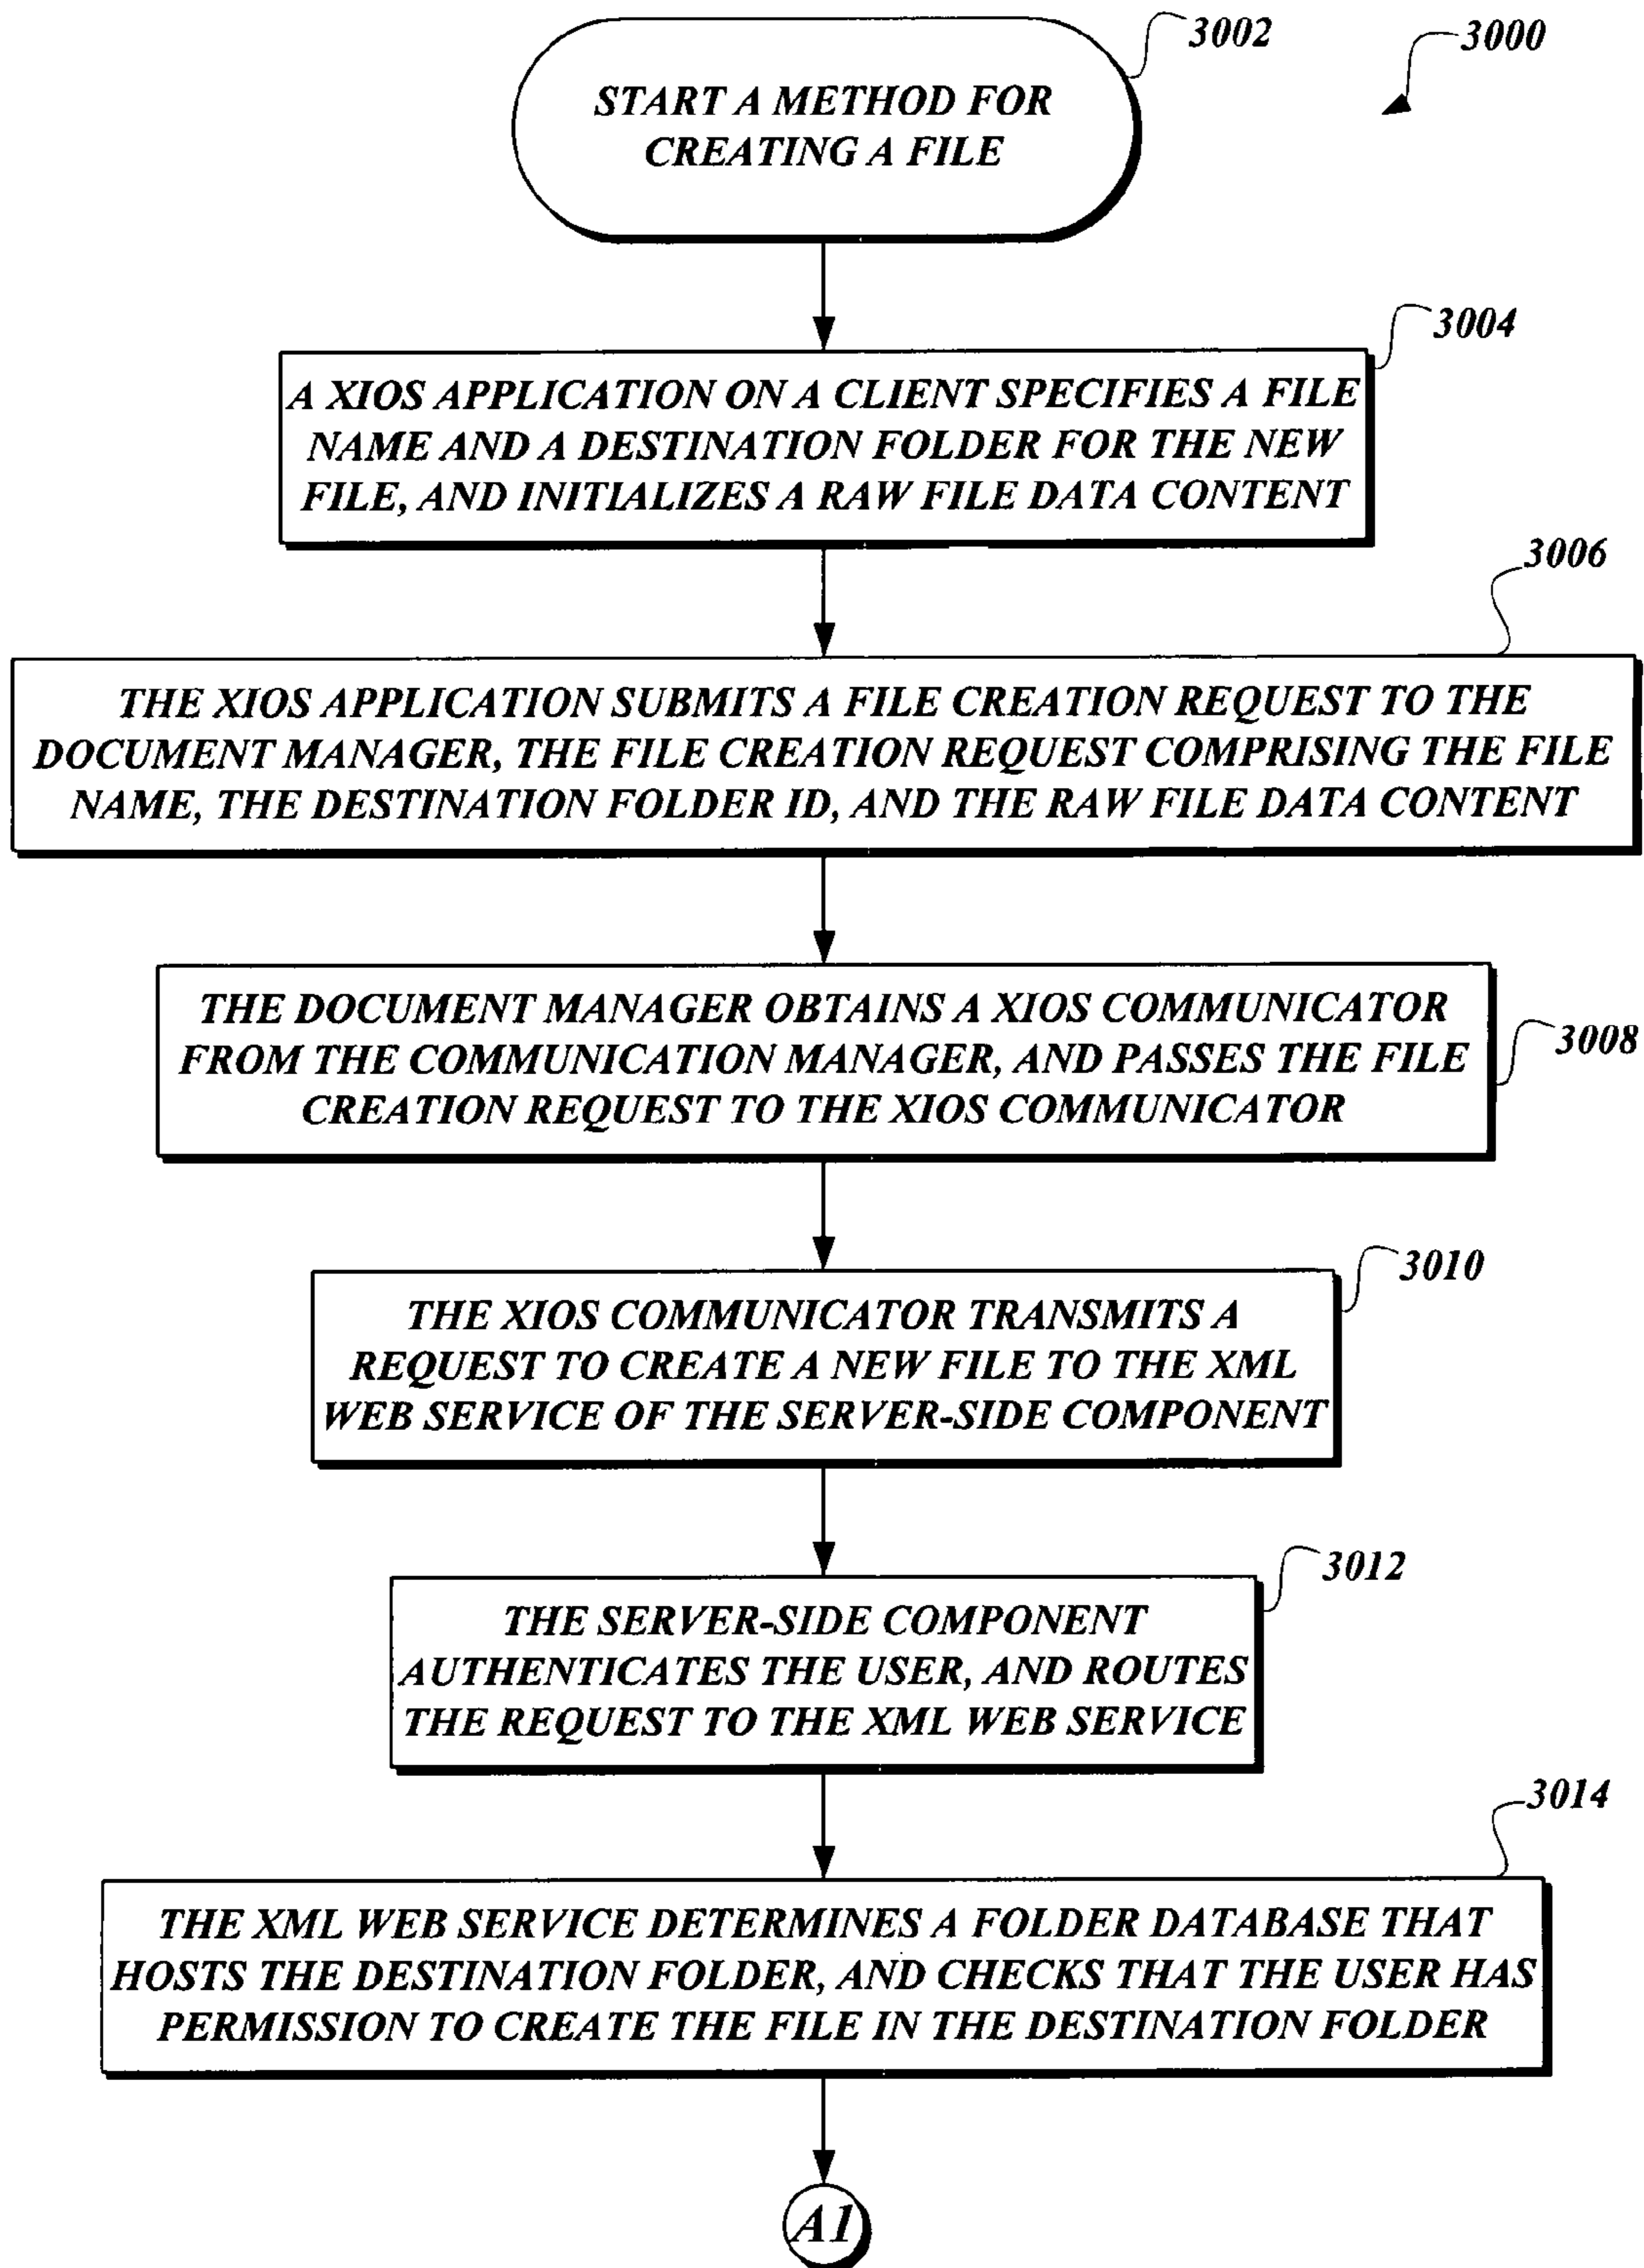 3002
3000
START A METHOD FOR
CREATING A FILE
3004
A XIOS APPLICATION ON A CLIENT SPECIFIES A FILE
NAME AND A DESTINATION FOLDER FOR THE NEW
FILE, AND INITIALIZES A RAW FILE DATA CONTENT
3006
THE XIOS APPLICATION SUBMITS A FILE CREATION REQUEST TO THE
DOCUMENT MANAGER, THE FILE CREATION REQUEST COMPRISING THE FILE
NAME, THE DESTINATION FOLDER ID, AND THE RAW FILE DATA CONTENT
THE DOCUMENT MANAGER OBTAINS A XIOS COMMUNICATOR
FROM THE COMMUNICATION MANAGER, AND PASSES THE FILE
CREATION REQUEST TO THE XIOS COMMUNICATOR
3008
3010
THE XIOS COMMUNICATOR TRANSMITS A
REQUEST TO CREATE A NEW FILE TO THE XML
WEB SERVICE OF THE SERVER-SIDE COMPONENT
3012
THE SERVER-SIDE COMPONENT
AUTHENTICATES THE USER, AND ROUTES
THE REQUEST TO THE XML WEB SERVICE
3014
THE XML WEB SERVICE DETERMINES A FOLDER DATABASE THAT
HOSTS THE DESTINATION FOLDER, AND CHECKS THAT THE USER HAS
PERMISSION TO CREATE THE FILE IN THE DESTINATION FOLDER
A1